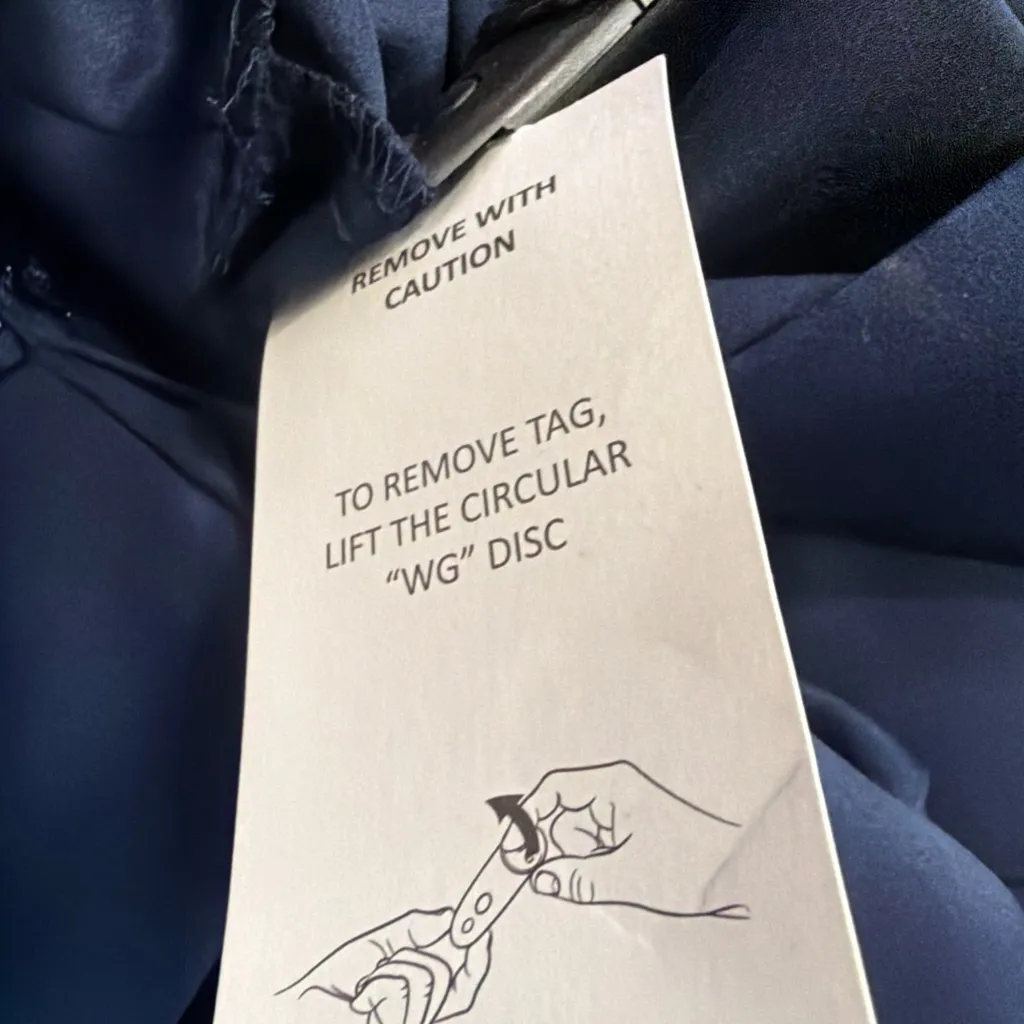 REMOVE WITH
CAUTION
TO REMOVE TAG,
LIFT THE CIRCULAR
“WG” DISC